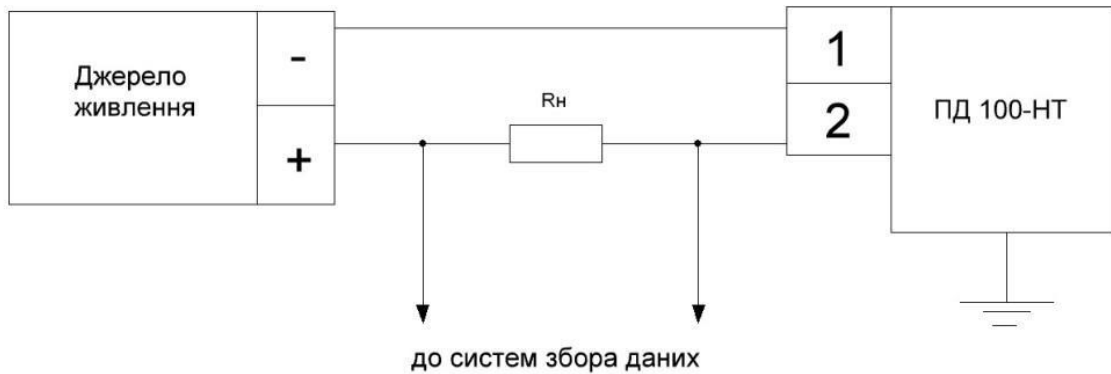 Джерело
живлення
-
+
Rн
1
2
ПД 100-НТ
до систем збора даних